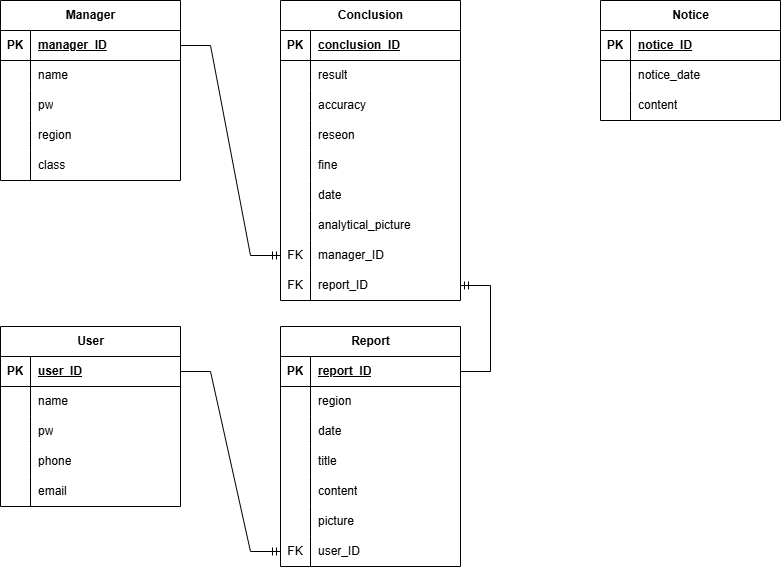 Manager
PK manager_ID
name
pw
region
class
Conclusion
PK conclusion_ID
result
accuracy
reseon
fine
date
analytical_picture
FK manager_ID
FK report_ID
Notice
PK notice_ID
notice_date
content
User
PK user_ID
name
pw
phone
email
Report
PK report_ID
region
date
title
content
picture
FK user_ID